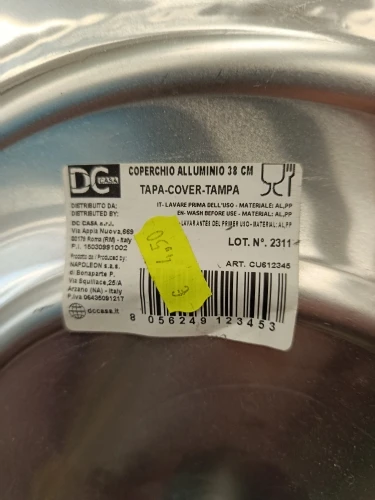 DC CASA
COPERCHIO ALLUMINIO 38 CM
TAPA-COVER-TAMPA
DISTRIBUITO DA:
DISTRIBUTED BY:
DC CASA s.r.l.
Via Appia Nuova,669
00179 Roma (RM) - Italy
P.I. 15030991002
Prodotto da / Produced by:
NAPOLEON s.a.s.
di Bonaparte P.
Via Squillace,25/A
Arzano (NA) - Italy
P.Iva 06435091217
dccasa.it
IT- LAVARE PRIMA DELL'USO - MATERIALE: AL,PP
EN- WASH BEFORE USE - MATERIAL: AL,PP
LAVAR ANTES DEL PRIMER USO - MATERIAL: AL,PP
LOT. N°. 2311
ART. CU612345
8 056249 123453